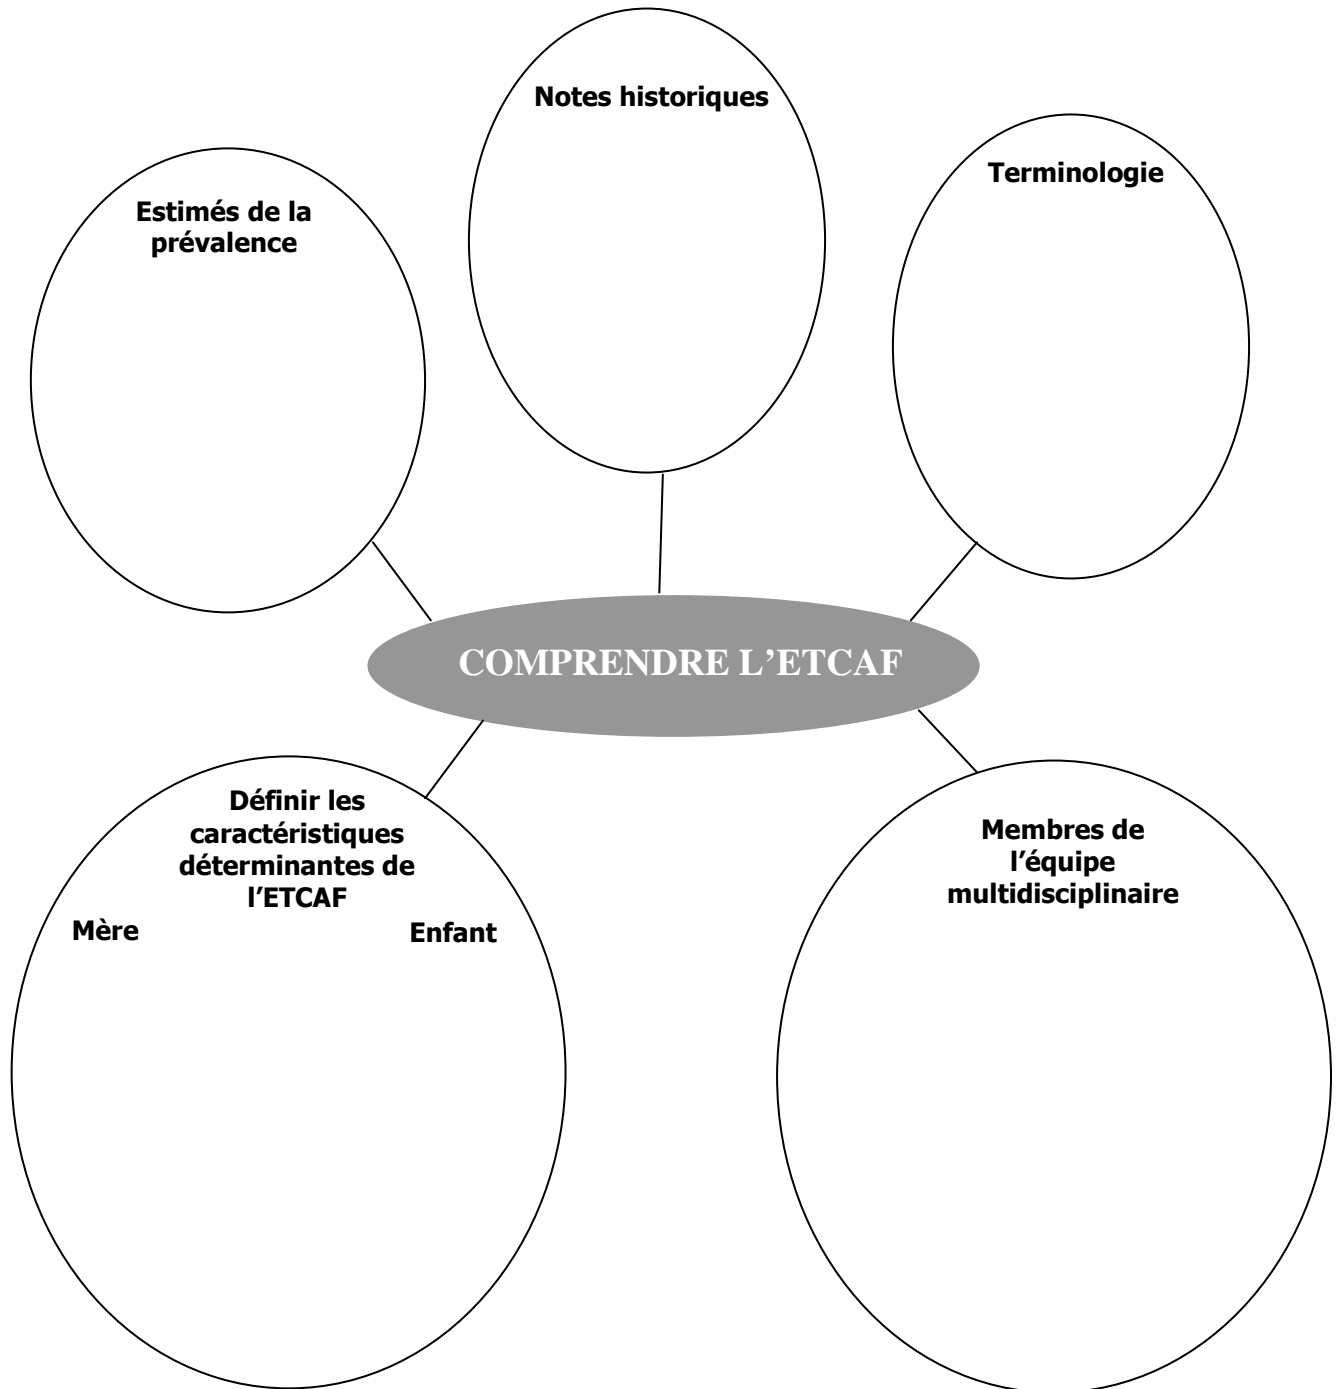 Notes historiques
Terminologie
Estimés de la
prévalence
COMPRENDRE L’ETCAF
Définir les
caractéristiques
déterminantes de
l’ETCAF
Mère
Enfant
Membres de
l’équipe
multidisciplinaire